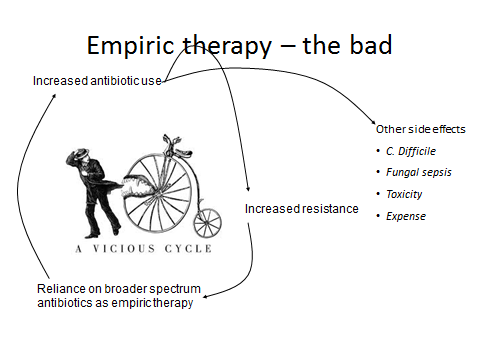 Empiric therapy – the bad
Increased antibiotic use
Other side effects
• C. Difficile
• Fungal sepsis
• Toxicity
• Expense
Increased resistance
A VICIOUS CYCLE
Reliance on broader spectrum
antibiotics as empiric therapy